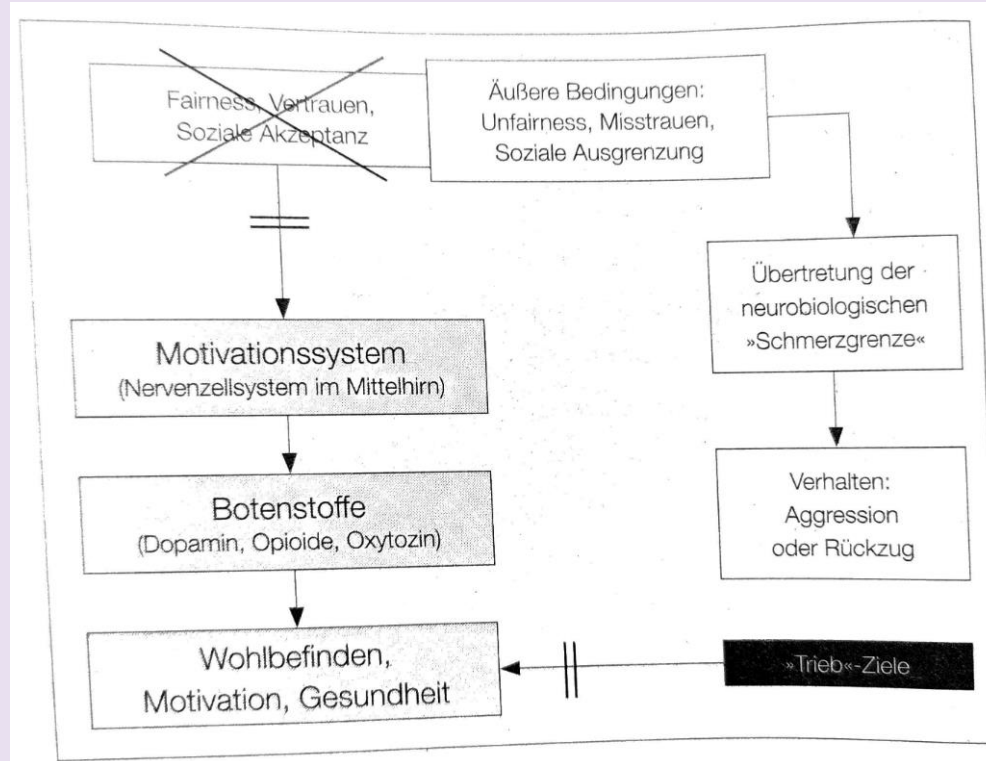 Fairness, Vertrauen,
Soziale Akzeptanz
Äußere Bedingungen:
Unfairness, Misstrauen,
Soziale Ausgrenzung
Übertretung der
neurobiologischen
»Schmerzgrenze«
Motivationssystem
(Nervenzellsystem im Mittelhirn)
Verhalten:
Aggression
oder Rückzug
Botenstoffe
(Dopamin, Opioide, Oxytozin)
Wohlbefinden,
Motivation, Gesundheit
»Trieb«-Ziele